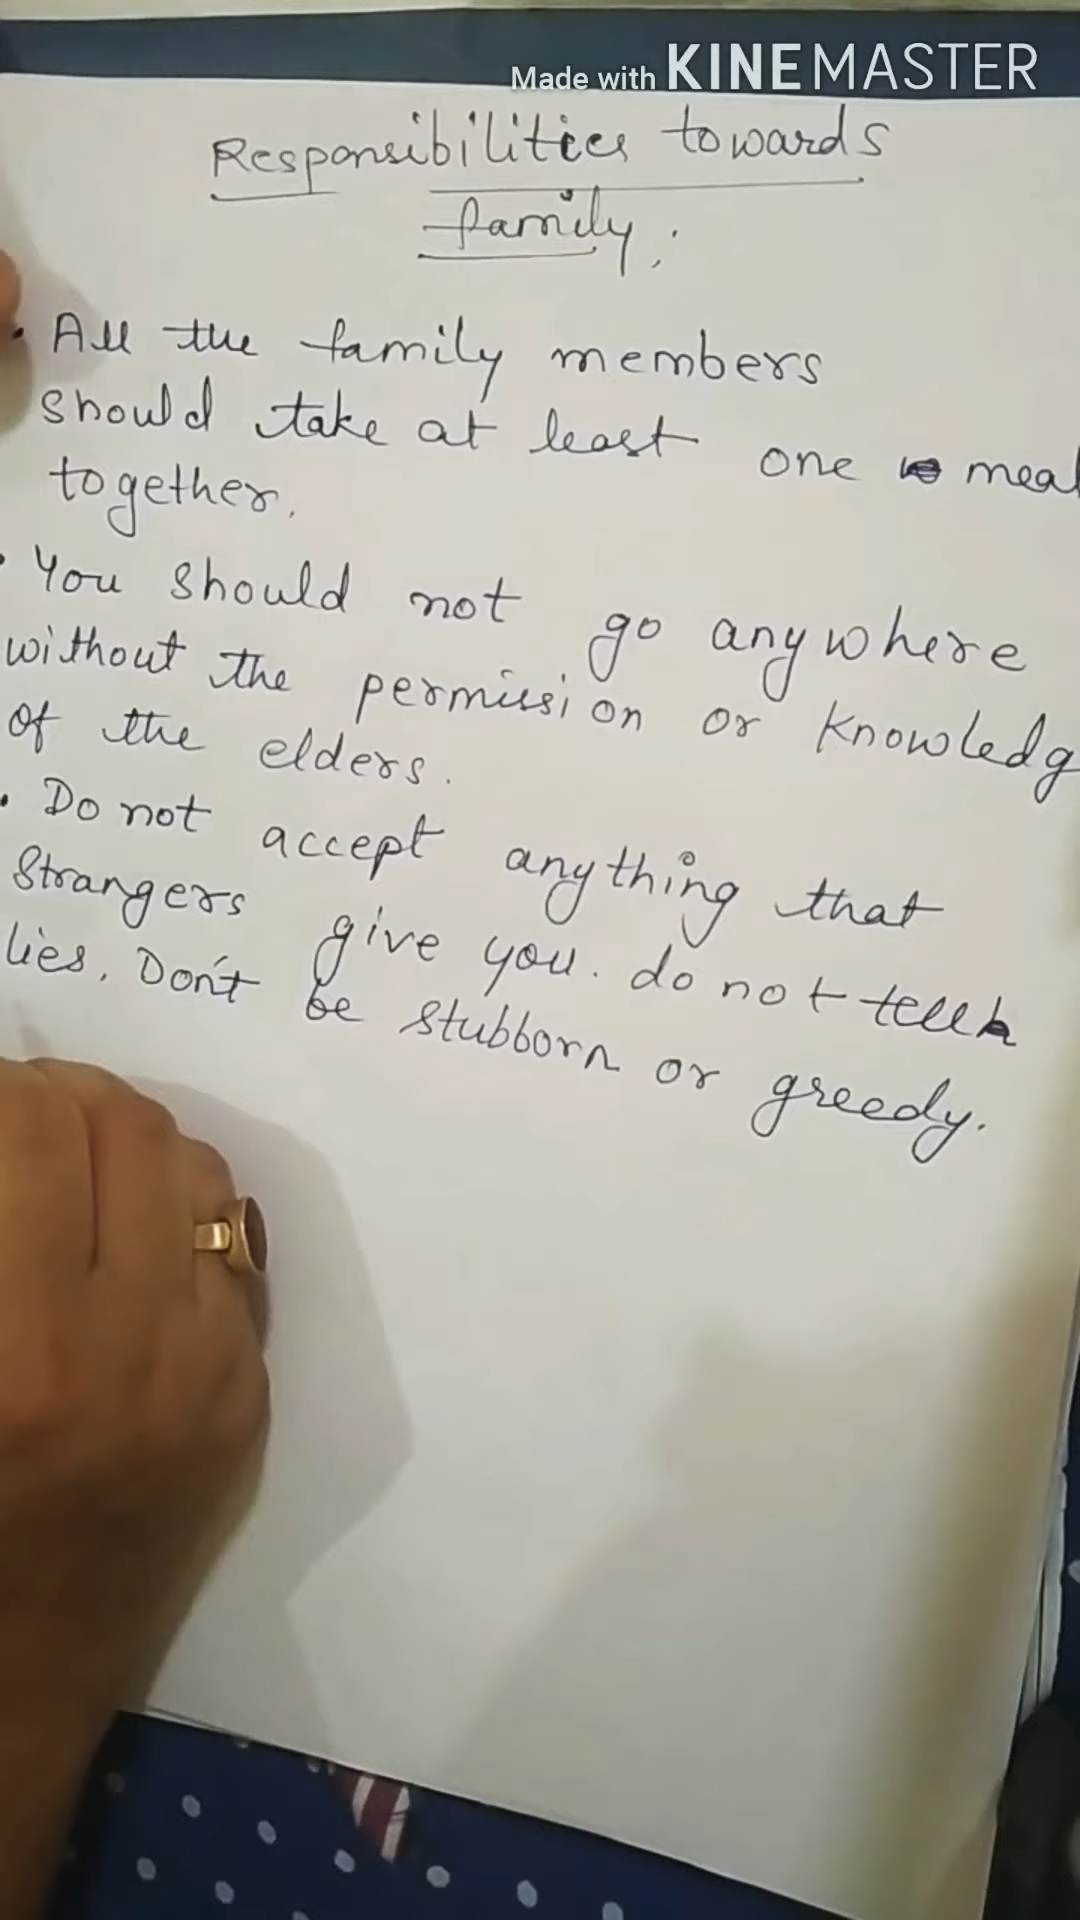 Made with KINEMASTER
Responsibilities towards
family:
• All the family members
should take at least one meal
together.
• You should not go anywhere
without the permission or knowledg
of the elders.
• Do not accept anything that
strangers give you. do not tell
lies. Don't be stubborn or greedy.